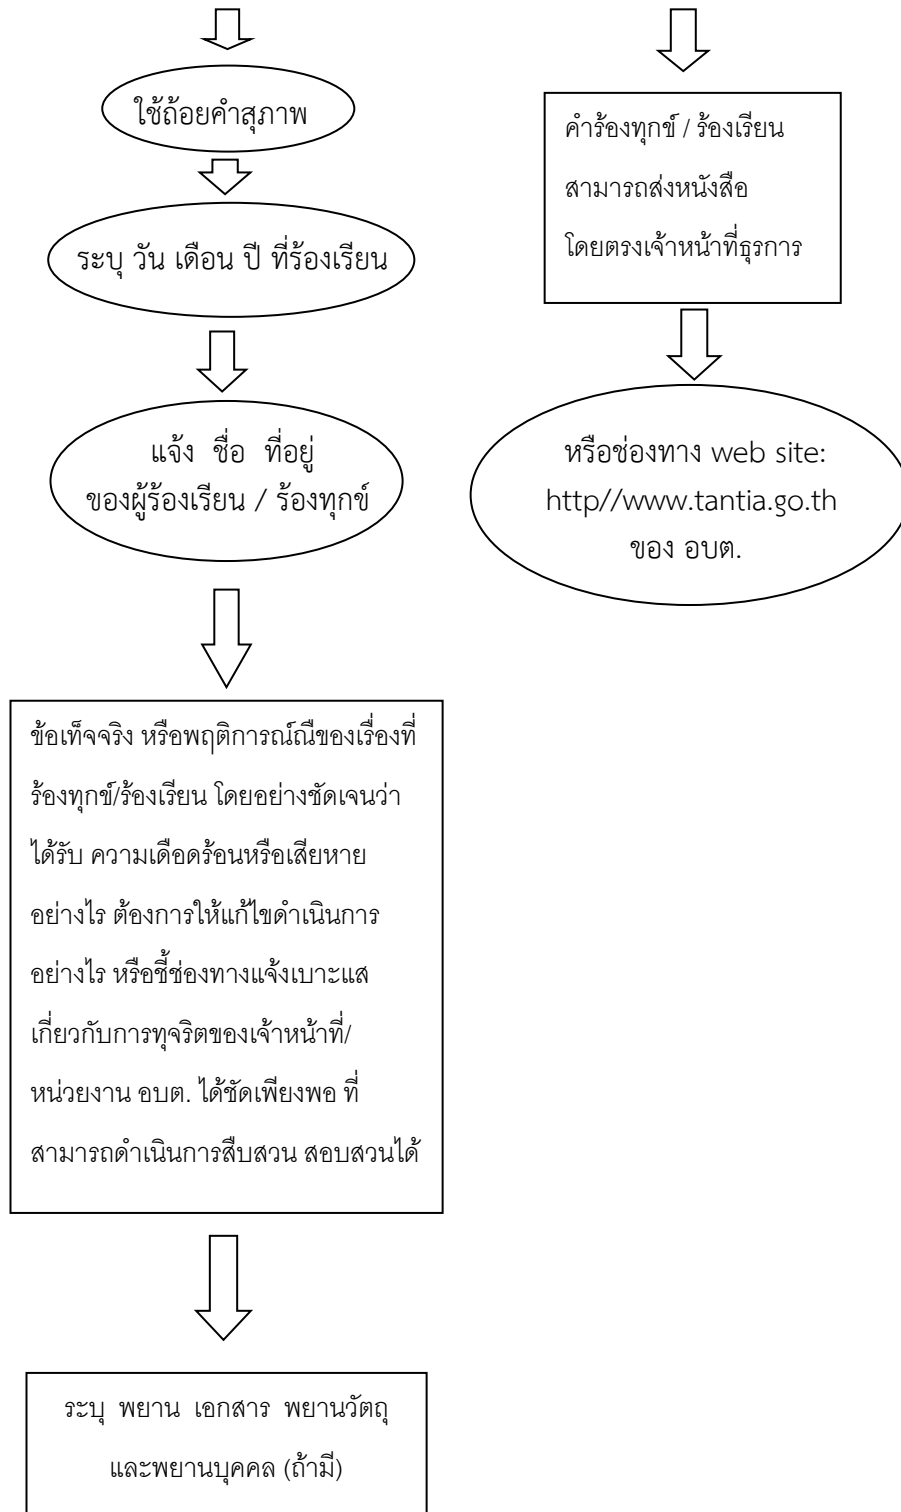 ใช้ถ้อยคำสุภาพ
ระบุ วัน เดือน ปี ที่ร้องเรียน
แจ้ง ชื่อ ที่อยู่
ของผู้ร้องเรียน / ร้องทุกข์
ข้อเท็จจริง หรือพฤติการณ์ณืของเรื่องที่
ร้องทุกข์/ร้องเรียน โดยอย่างชัดเจนว่า
ได้รับ ความเดือดร้อนหรือเสียหาย
อย่างไร ต้องการให้แก้ไขดำเนินการ
อย่างไร หรือชี้ช่องทางแจ้งเบาะแส
เกี่ยวกับการทุจริตของเจ้าหน้าที่/
หน่วยงาน อบต. ได้ชัดเพียงพอ ที่
สามารถดำเนินการสืบสวน สอบสวนได้
ระบุ พยาน เอกสาร พยานวัตถุ
และพยานบุคคล (ถ้ามี)
คำร้องทุกข์ / ร้องเรียน
สามารถส่งหนังสือ
โดยตรงเจ้าหน้าที่ธุรการ
หรือช่องทาง web site:
http//www.tantia.go.th
ของ อบต.